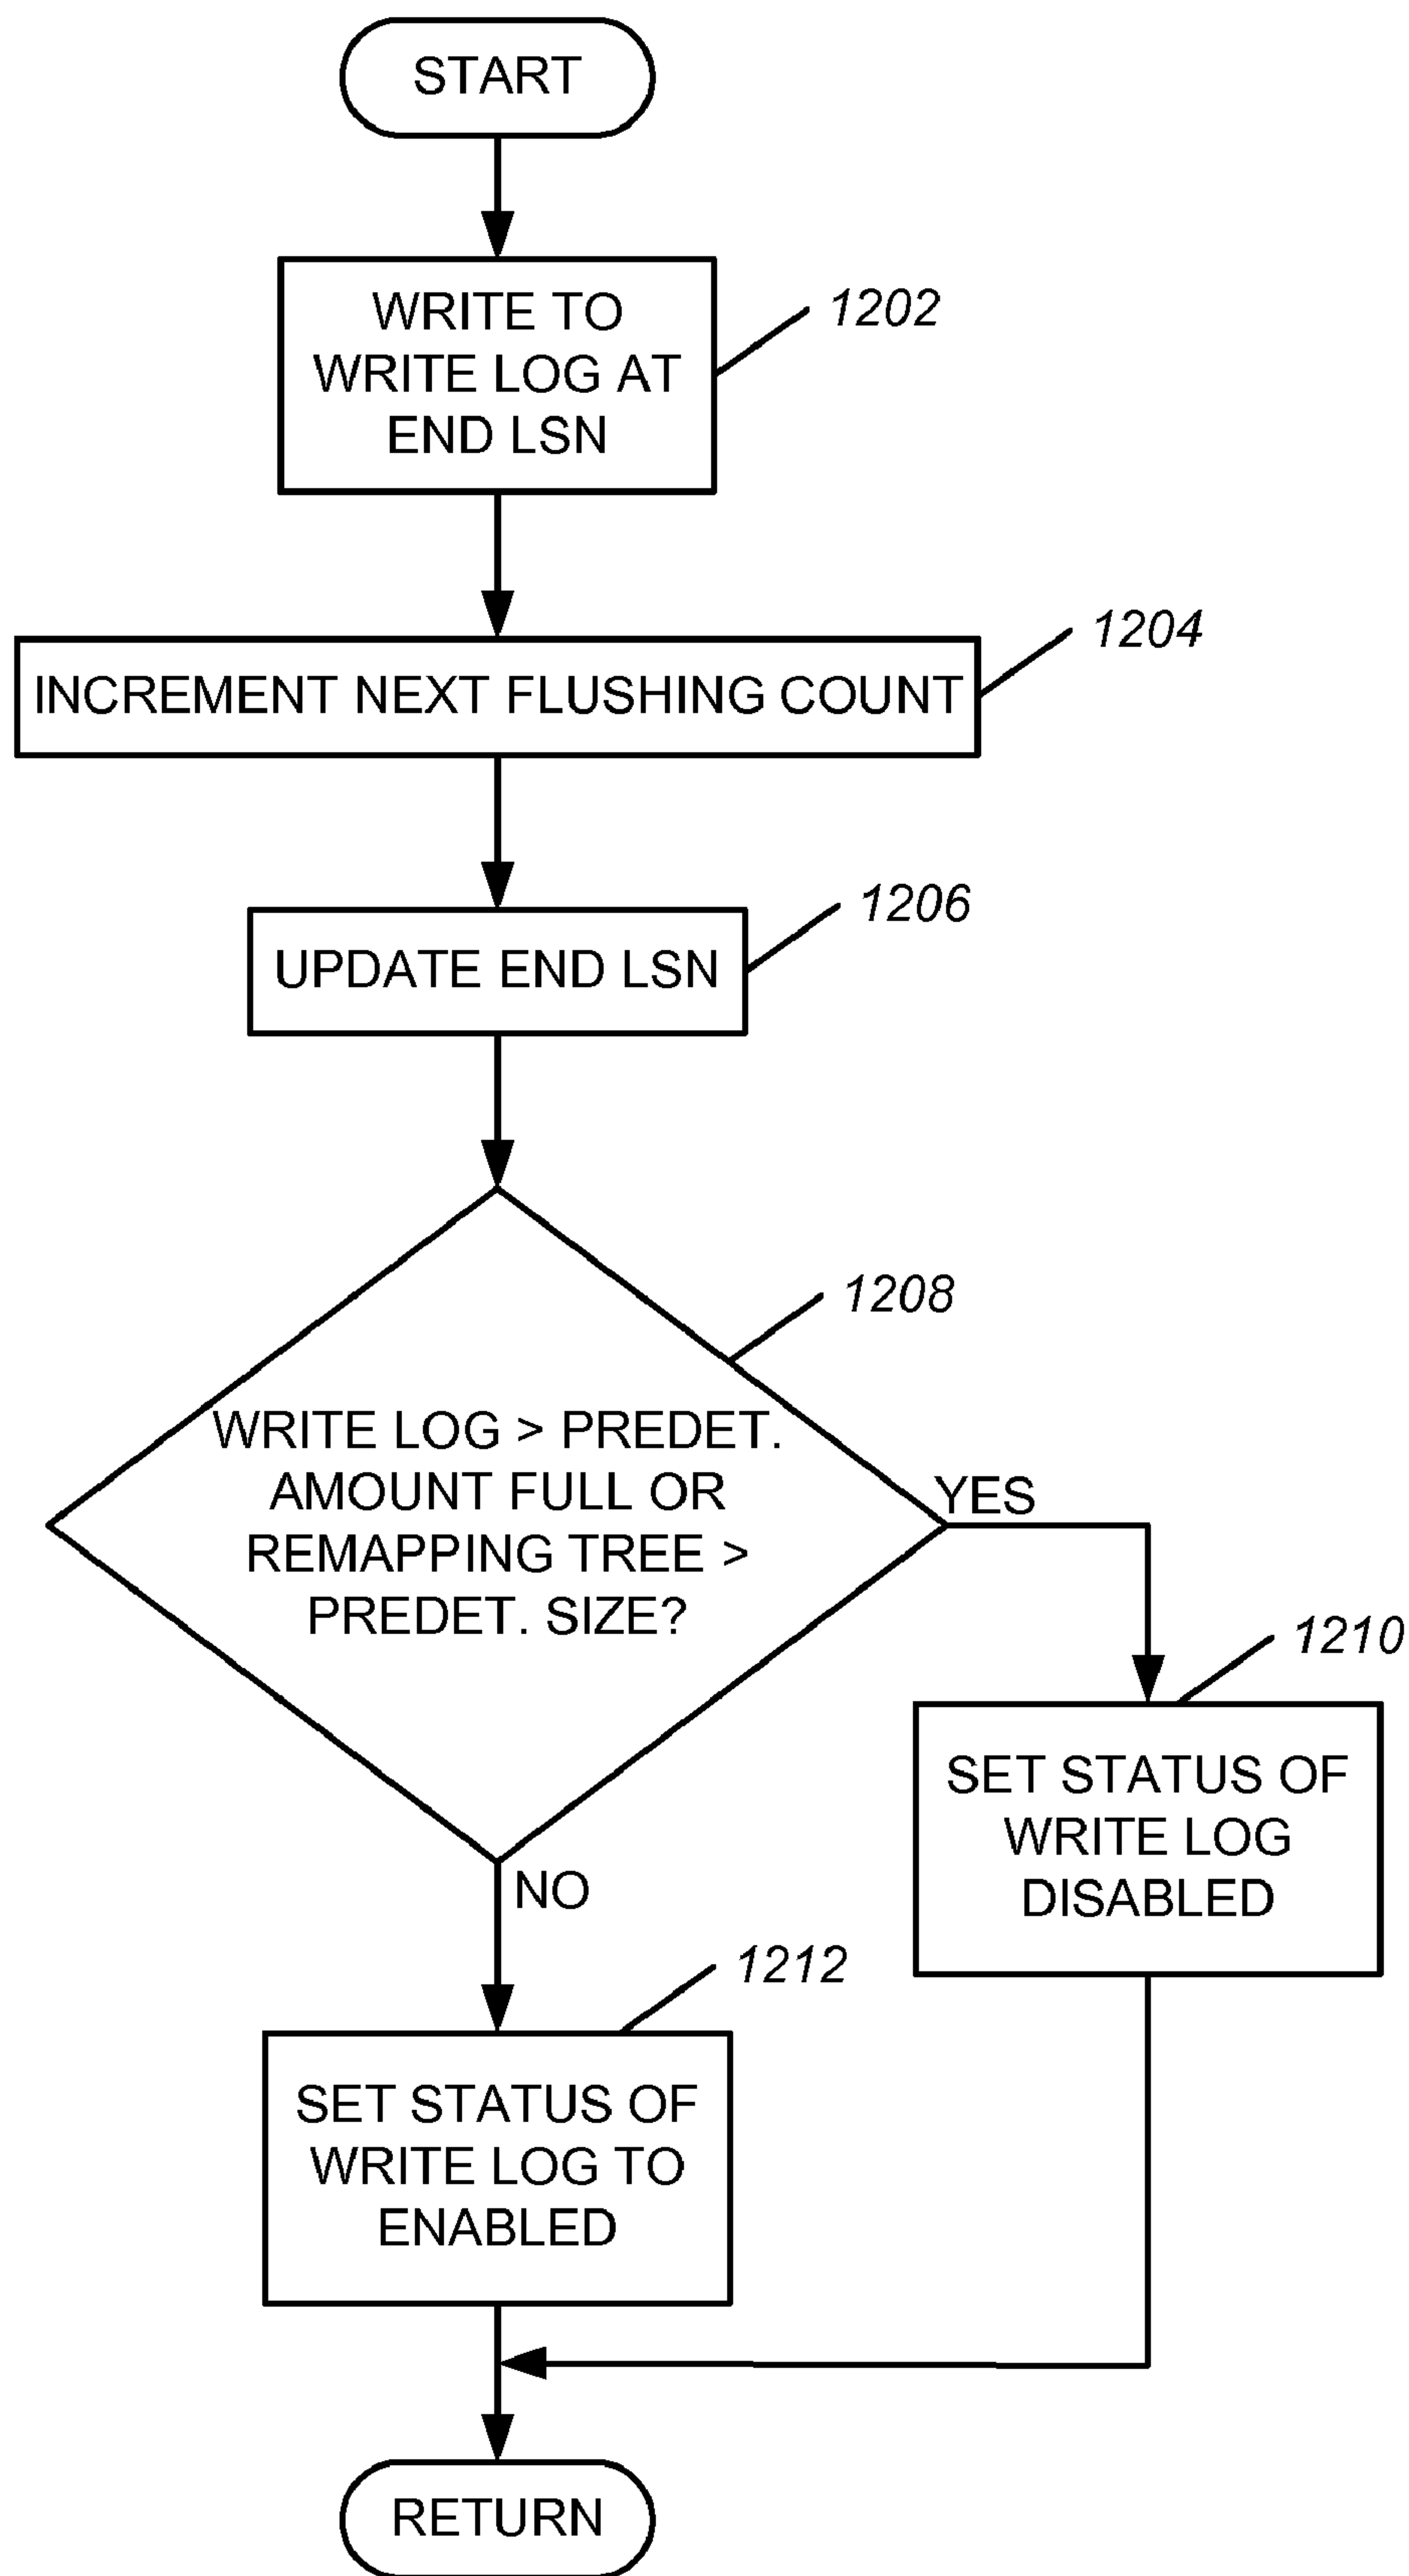 START
WRITE TO
WRITE LOG AT
END LSN
1202
INCREMENT NEXT FLUSHING COUNT
1204
UPDATE END LSN
1206
WRITE LOG > PREDET.
AMOUNT FULL OR
REMAPPING TREE >
PREDET. SIZE?
1208
YES
NO
SET STATUS OF
WRITE LOG
DISABLED
1210
SET STATUS OF
WRITE LOG TO
ENABLED
1212
RETURN